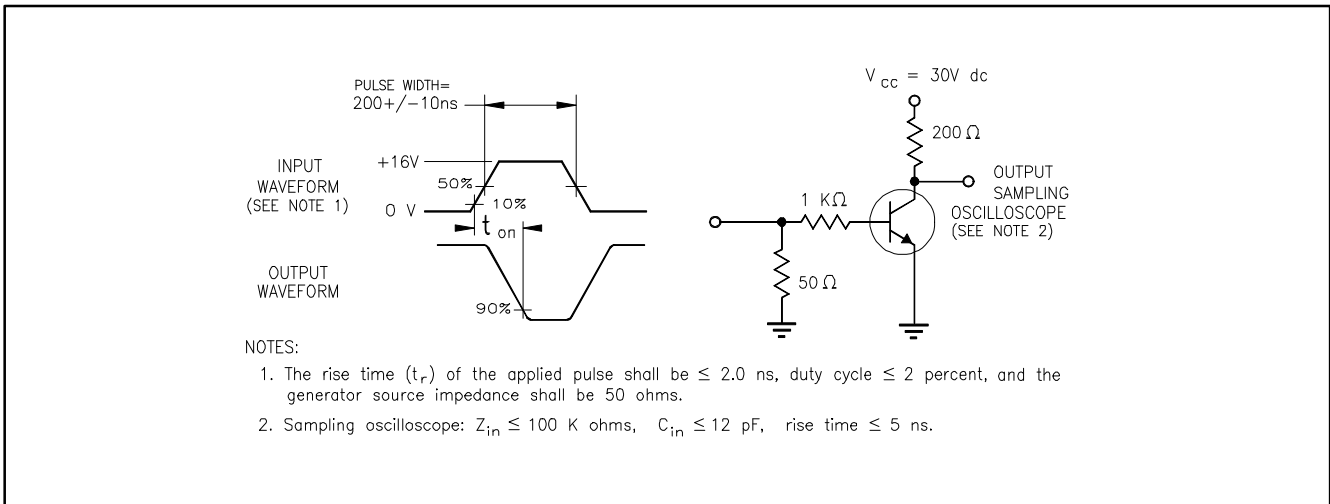 PULSE WIDTH=
200+/-10ns
INPUT
WAVEFORM
(SEE NOTE 1)
+16V
50%
10%
0 V
t on
OUTPUT
WAVEFORM
90%
V CC = 30V dc
200 Ω
1 KΩ
50 Ω
OUTPUT
SAMPLING
OSCILLOSCOPE
(SEE NOTE 2)
NOTES:
1. The rise time (tr) of the applied pulse shall be ≤ 2.0 ns, duty cycle ≤ 2 percent, and the
generator source impedance shall be 50 ohms.
2. Sampling oscilloscope: Zin ≤ 100 K ohms, Cin ≤ 12 pF, rise time ≤ 5 ns.